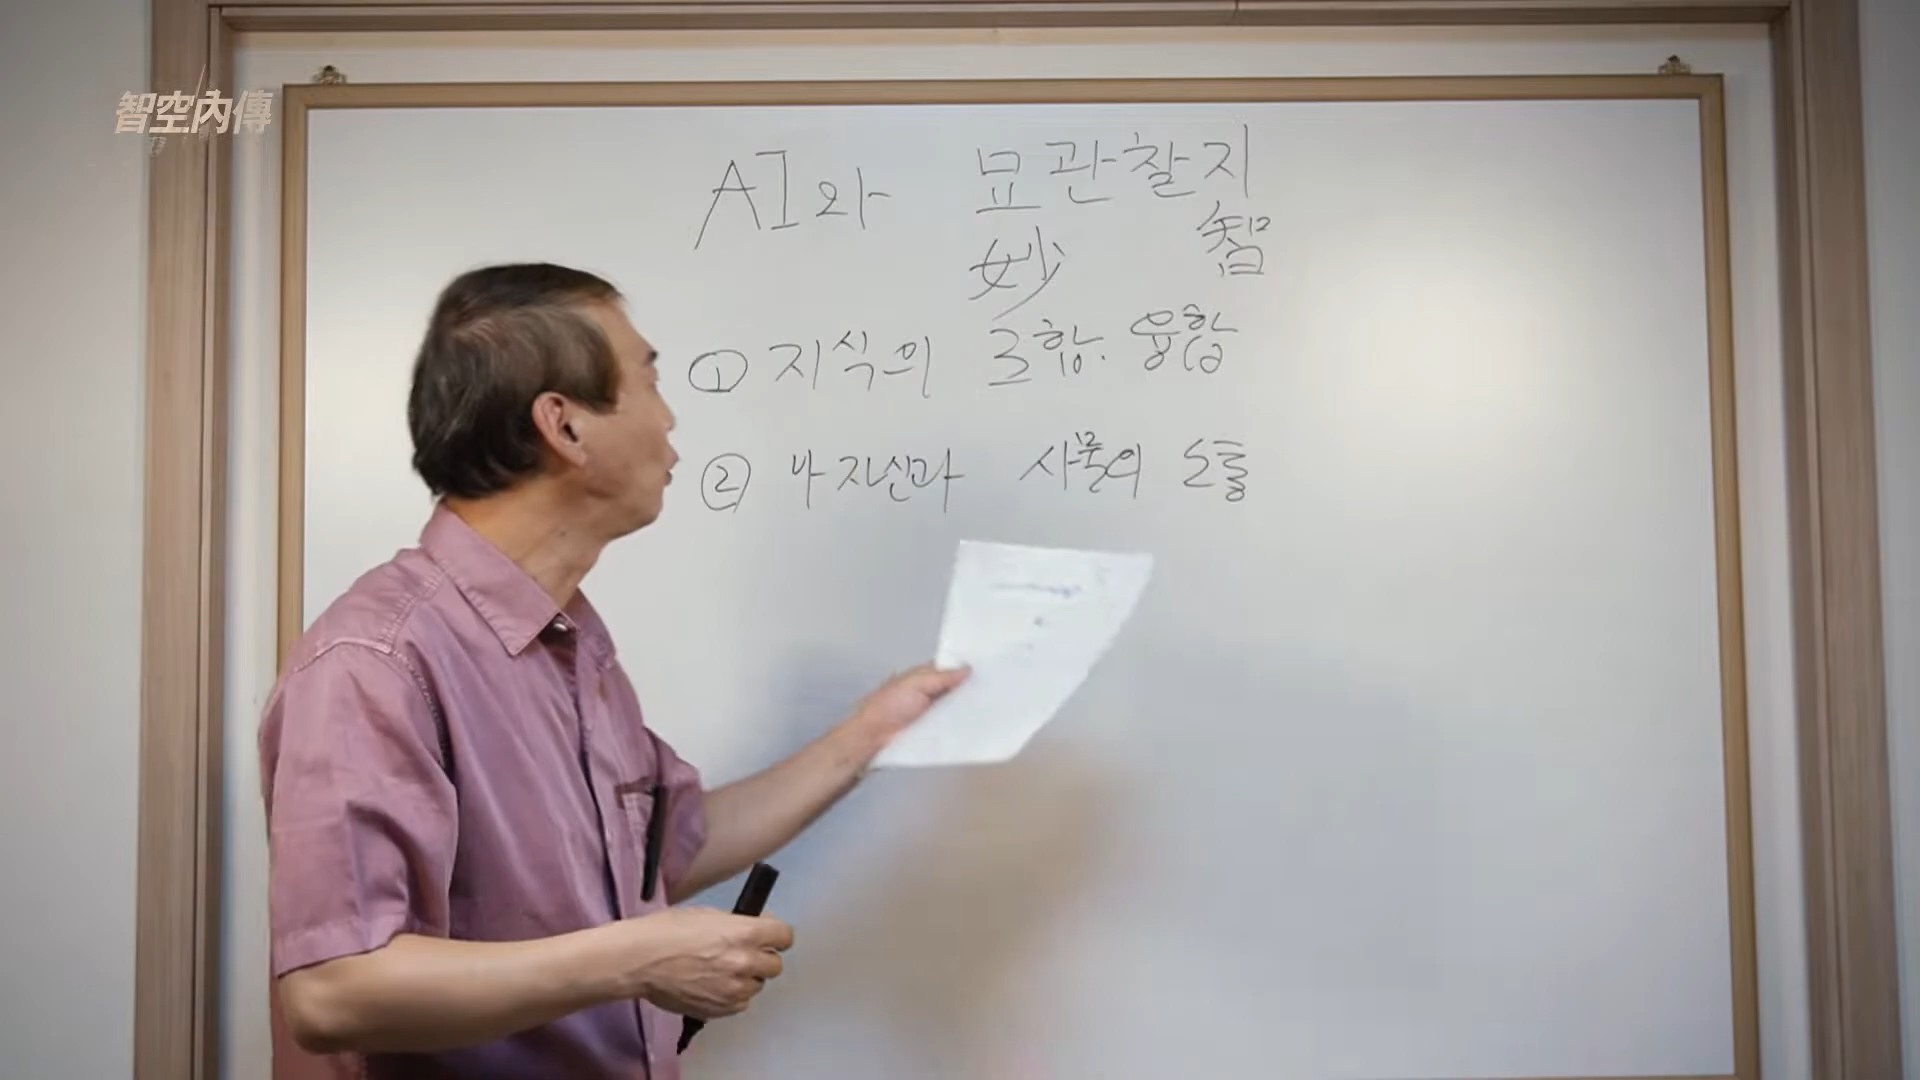 智空內傳
AI와 묘관찰지
妙 智
① 지식의 조합. 융합
② 나 자신과 사물의 소통